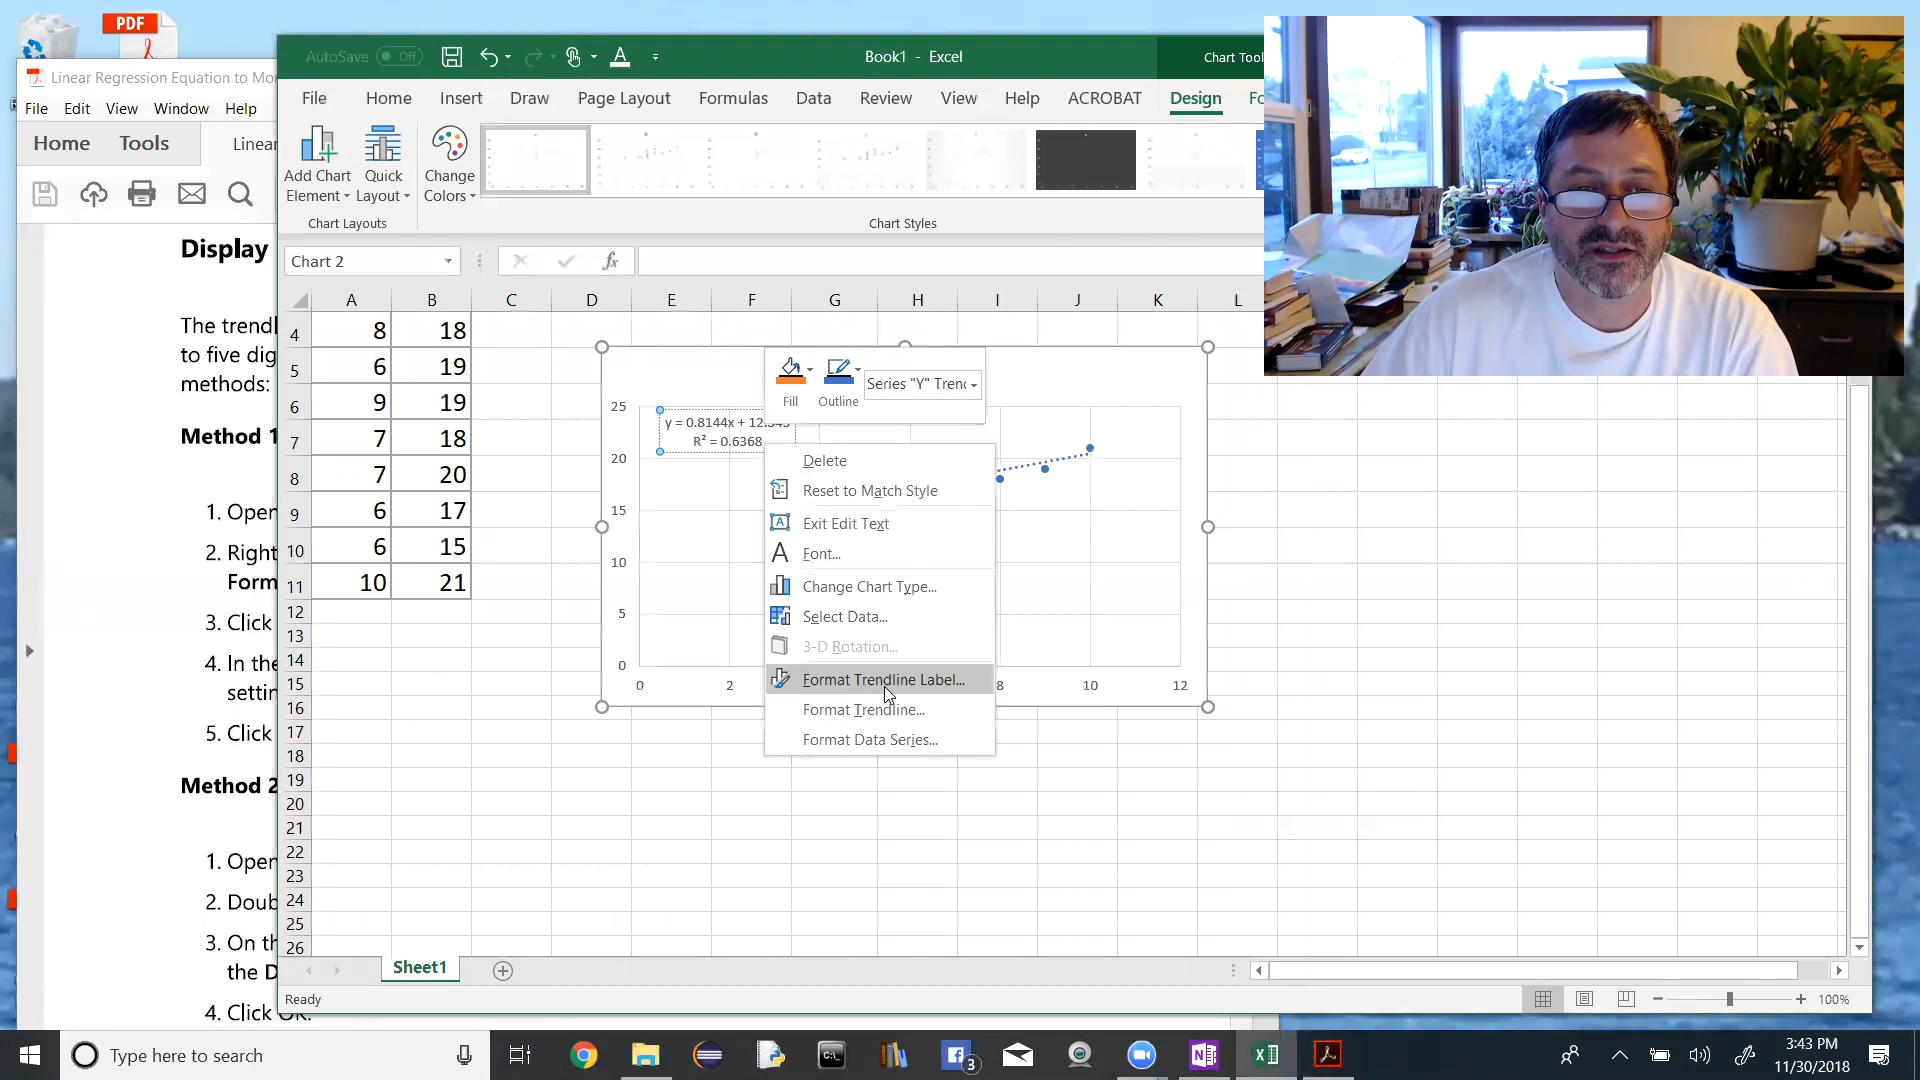 PDF
Linear Regression Equation to Mor
File Edit View Window Help
Home Tools Linear
Display
The trendl
to five dig
methods:
Method 1
1. Open
2. Right
Form
3. Click
4. In the
settin
5. Click
Method 2
1. Open
2. Doub
3. On th
the D
4. Click OK.
AutoSave Off
Book1 - Excel
Chart Tool
File Home Insert Draw Page Layout Formulas Data Review View Help ACROBAT Design Fo
Add Chart Element
Quick Layout
Change Colors
Chart Layouts
Chart Styles
Chart 2
fx
A B C D E F G H I J K L
4 8 18
5 6 19
6 9 19
7 7 18
8 7 20
9 6 17
10 6 15
11 10 21
12
13
14
15
16
17
18
19
20
21
22
23
24
25
26
25
20
15
10
5
0
0 2 8 10 12
y = 0.8144x + 12.343
R² = 0.6368
Fill
Outline
Series "Y" Trenc
Delete
Reset to Match Style
Exit Edit Text
Font...
Change Chart Type...
Select Data...
3-D Rotation...
Format Trendline Label...
Format Trendline...
Format Data Series...
Sheet1
Ready
100%
Type here to search
3
3:43 PM
11/30/2018